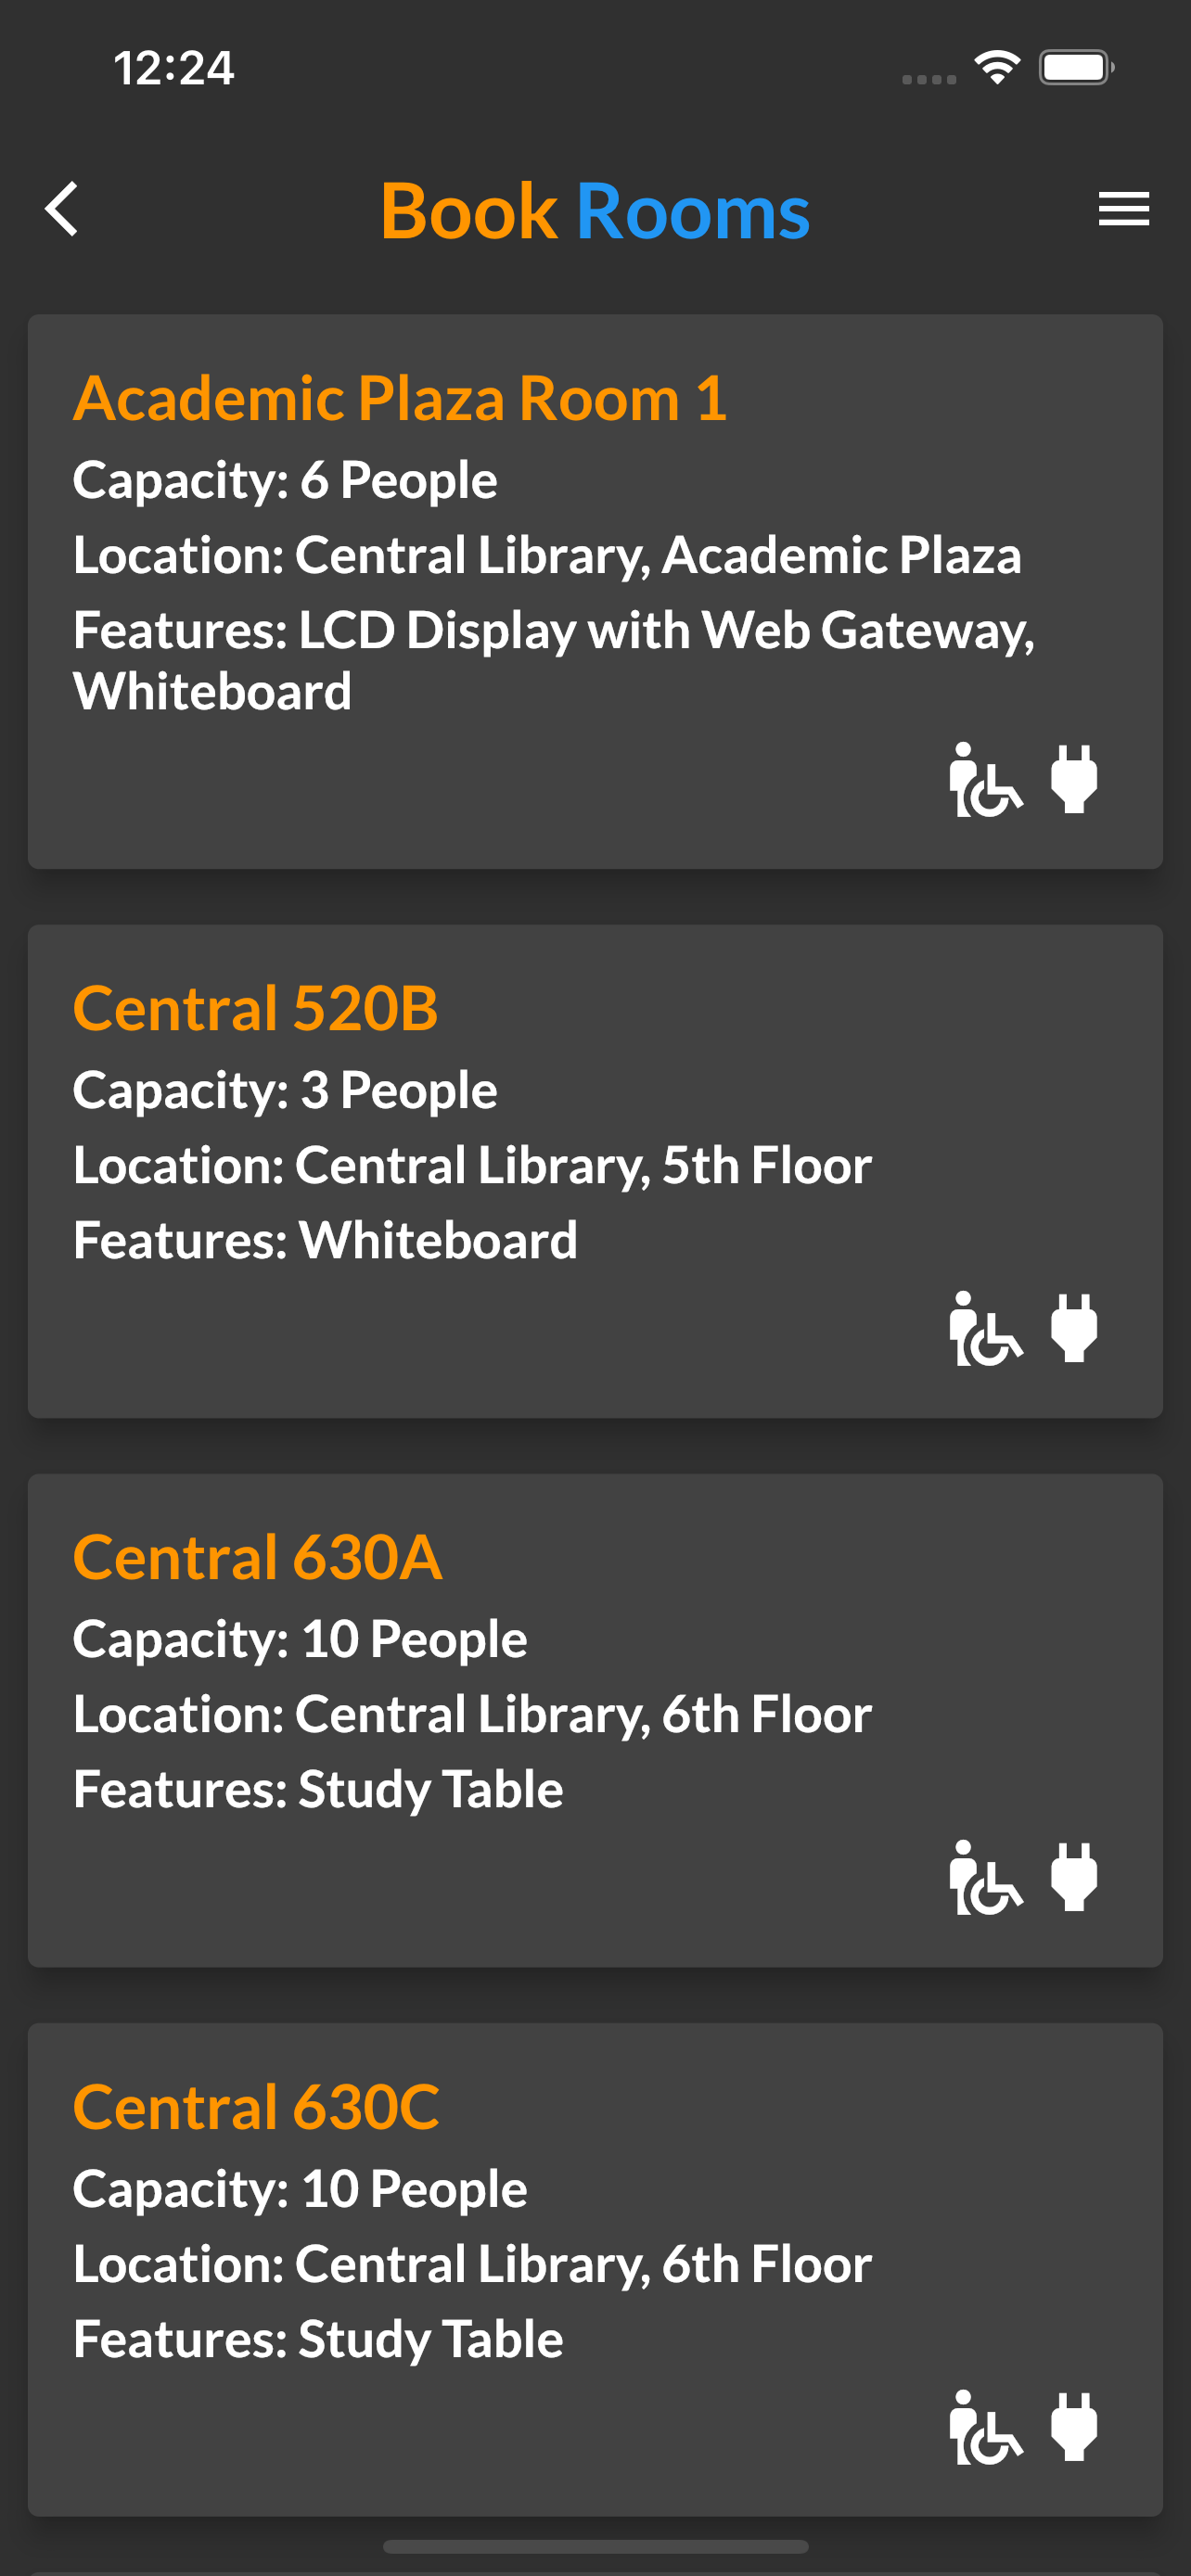 12:24
Book Rooms
Academic Plaza Room 1
Capacity: 6 People
Location: Central Library, Academic Plaza
Features: LCD Display with Web Gateway,
Whiteboard
Central 520B
Capacity: 3 People
Location: Central Library, 5th Floor
Features: Whiteboard
Central 630A
Capacity: 10 People
Location: Central Library, 6th Floor
Features: Study Table
Central 630C
Capacity: 10 People
Location: Central Library, 6th Floor
Features: Study Table